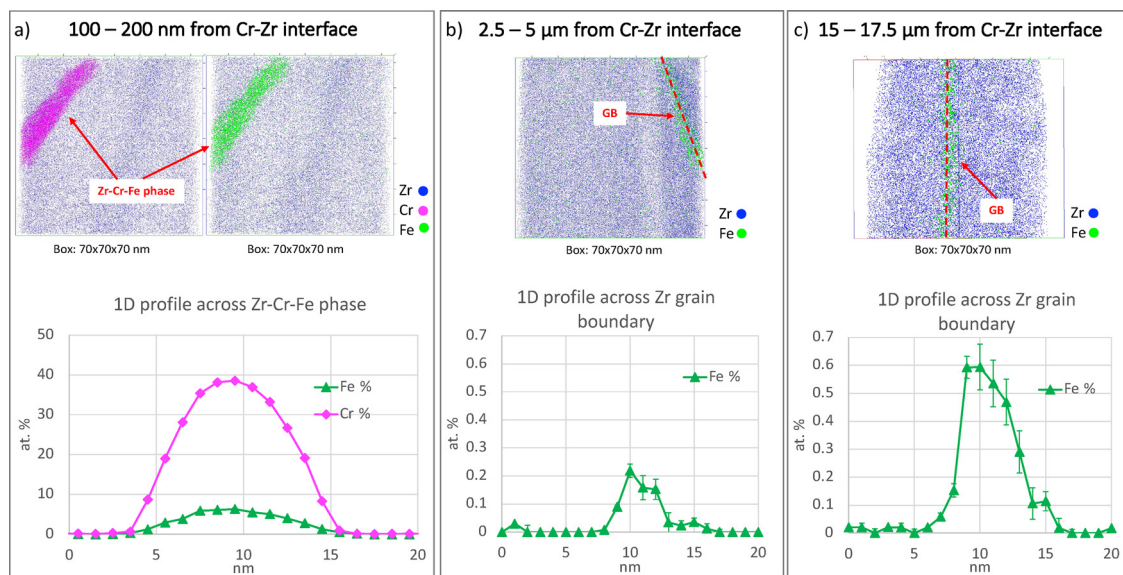 a) 100 – 200 nm from Cr-Zr interface
Zr-Cr-Fe phase
Zr
Cr
Fe
Box: 70x70x70 nm
Box: 70x70x70 nm
1D profile across Zr-Cr-Fe phase
50
40
30
20
10
0
at. %
Fe %
Cr %
0
5
10
15
20
nm
b) 2.5 – 5 µm from Cr-Zr interface
GB
Zr
Fe
Box: 70x70x70 nm
1D profile across Zr grain
boundary
0.7
0.6
0.5
0.4
0.3
0.2
0.1
0
at. %
Fe %
0
5
10
15
20
nm
c) 15 – 17.5 µm from Cr-Zr interface
GB
Zr
Fe
Box: 70x70x70 nm
1D profile across Zr grain
boundary
0.7
0.6
0.5
0.4
0.3
0.2
0.1
0
at. %
Fe %
0
5
10
15
20
nm